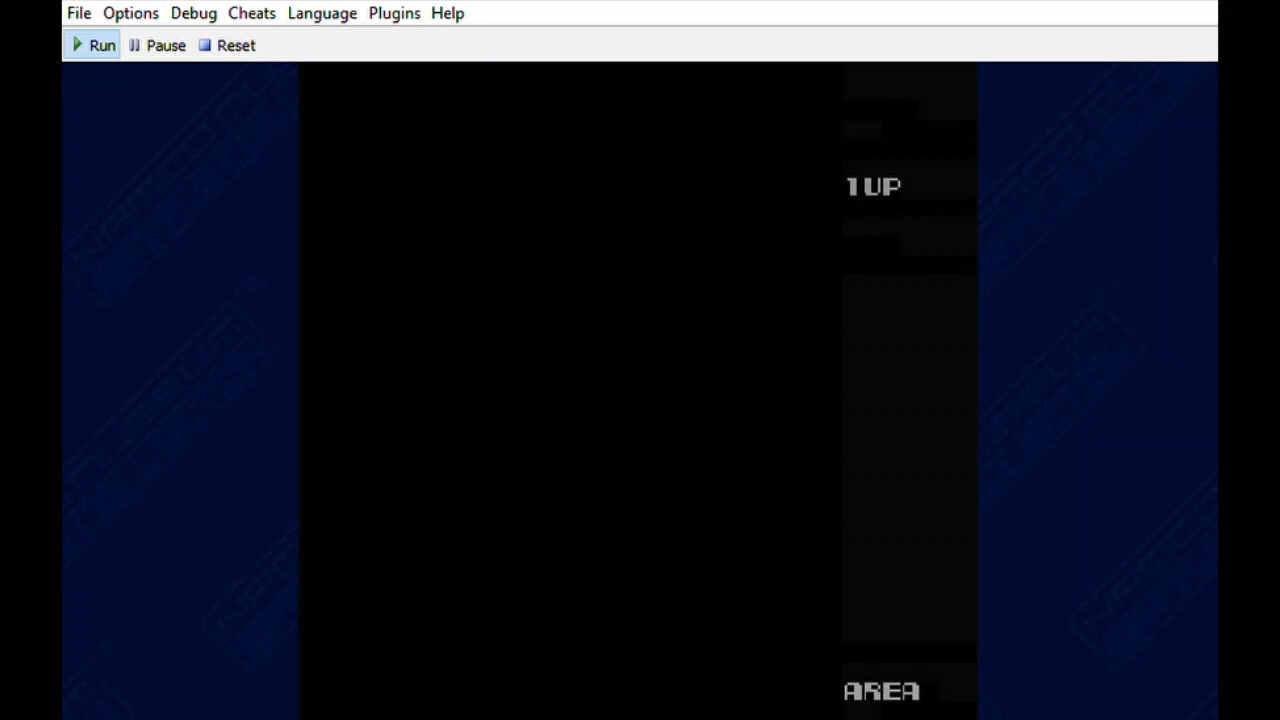 File Options Debug Cheats Language Plugins Help
Run Pause Reset
1UP
AREA